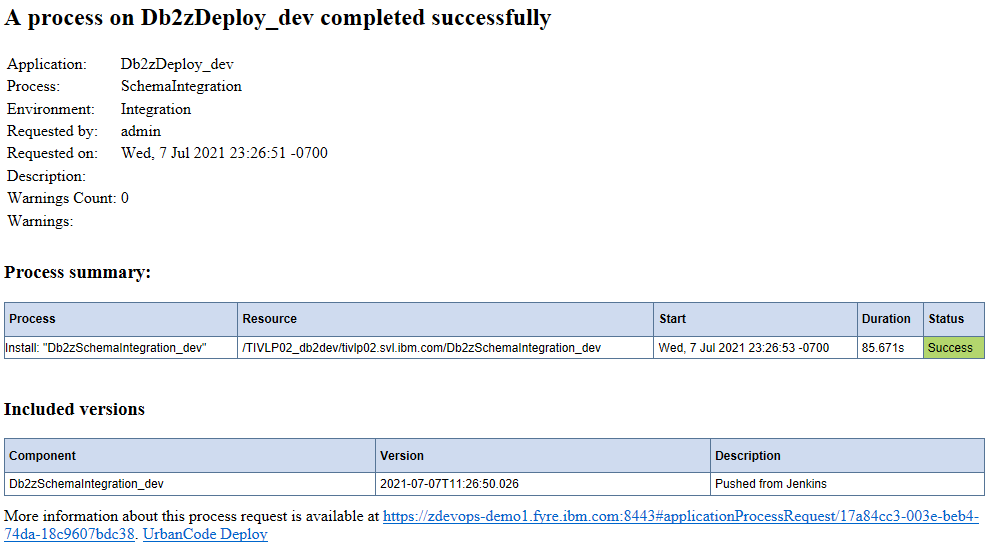 A process on Db2zDeploy_dev completed successfully
Application: Db2zDeploy_dev
Process: SchemaIntegration
Environment: Integration
Requested by: admin
Requested on: Wed, 7 Jul 2021 23:26:51 -0700
Description:
Warnings Count: 0
Warnings:
Process summary:
Process Resource Start Duration Status
Install: "Db2zSchemaIntegration_dev" /TIVLP02_db2dev/tivlp02.svl.ibm.com/Db2zSchemaIntegration_dev Wed, 7 Jul 2021 23:26:53 -0700 85.671s Success
Included versions
Component Version Description
Db2zSchemaIntegration_dev 2021-07-07T11:26:50.026 Pushed from Jenkins
More information about this process request is available at https://zdevops-demo1.fyre.ibm.com:8443#applicationProcessRequest/17a84cc3-003e-beb4-
74da-18c9607bdc38. UrbanCode Deploy